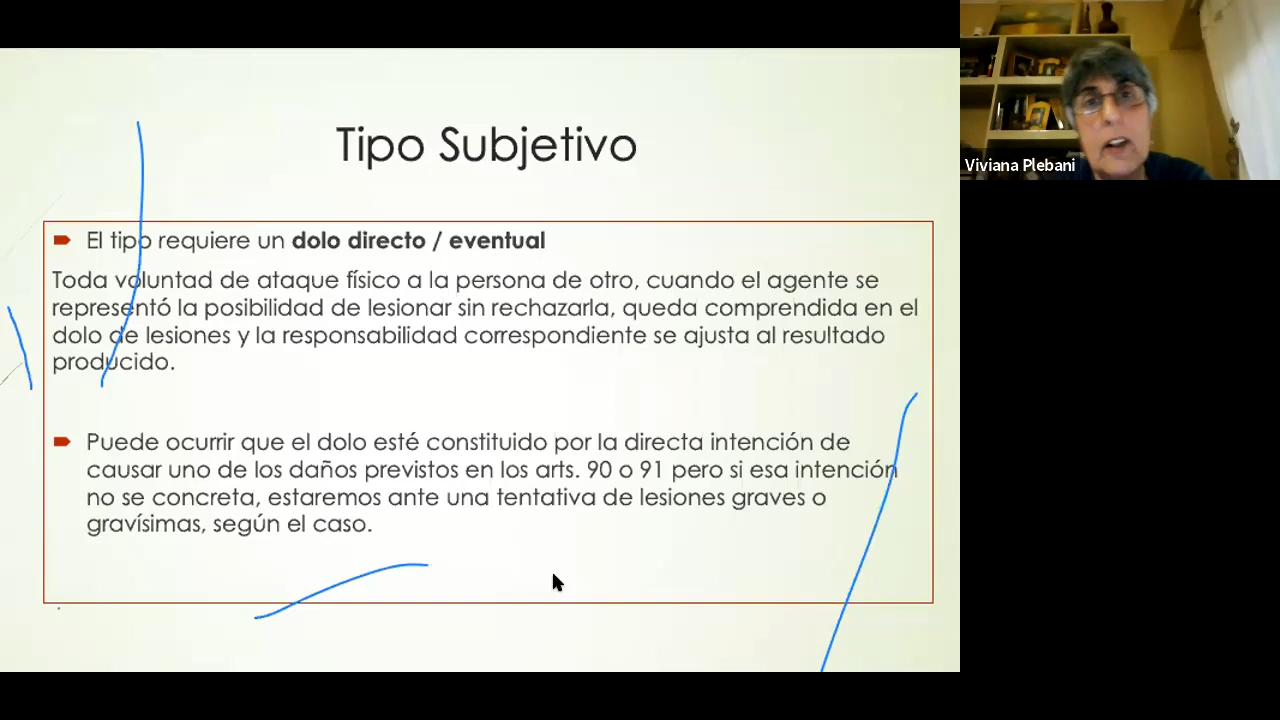 Tipo Subjetivo
El tipo requiere un dolo directo / eventual
Toda voluntad de ataque físico a la persona de otro, cuando el agente se
representó la posibilidad de lesionar sin rechazarla, queda comprendida en el
dolo de lesiones y la responsabilidad correspondiente se ajusta al resultado
producido.
Puede ocurrir que el dolo esté constituido por la directa intención de
causar uno de los daños previstos en los arts. 90 o 91 pero si esa intención
no se concreta, estaremos ante una tentativa de lesiones graves o
gravísimas, según el caso.
Viviana Plebani